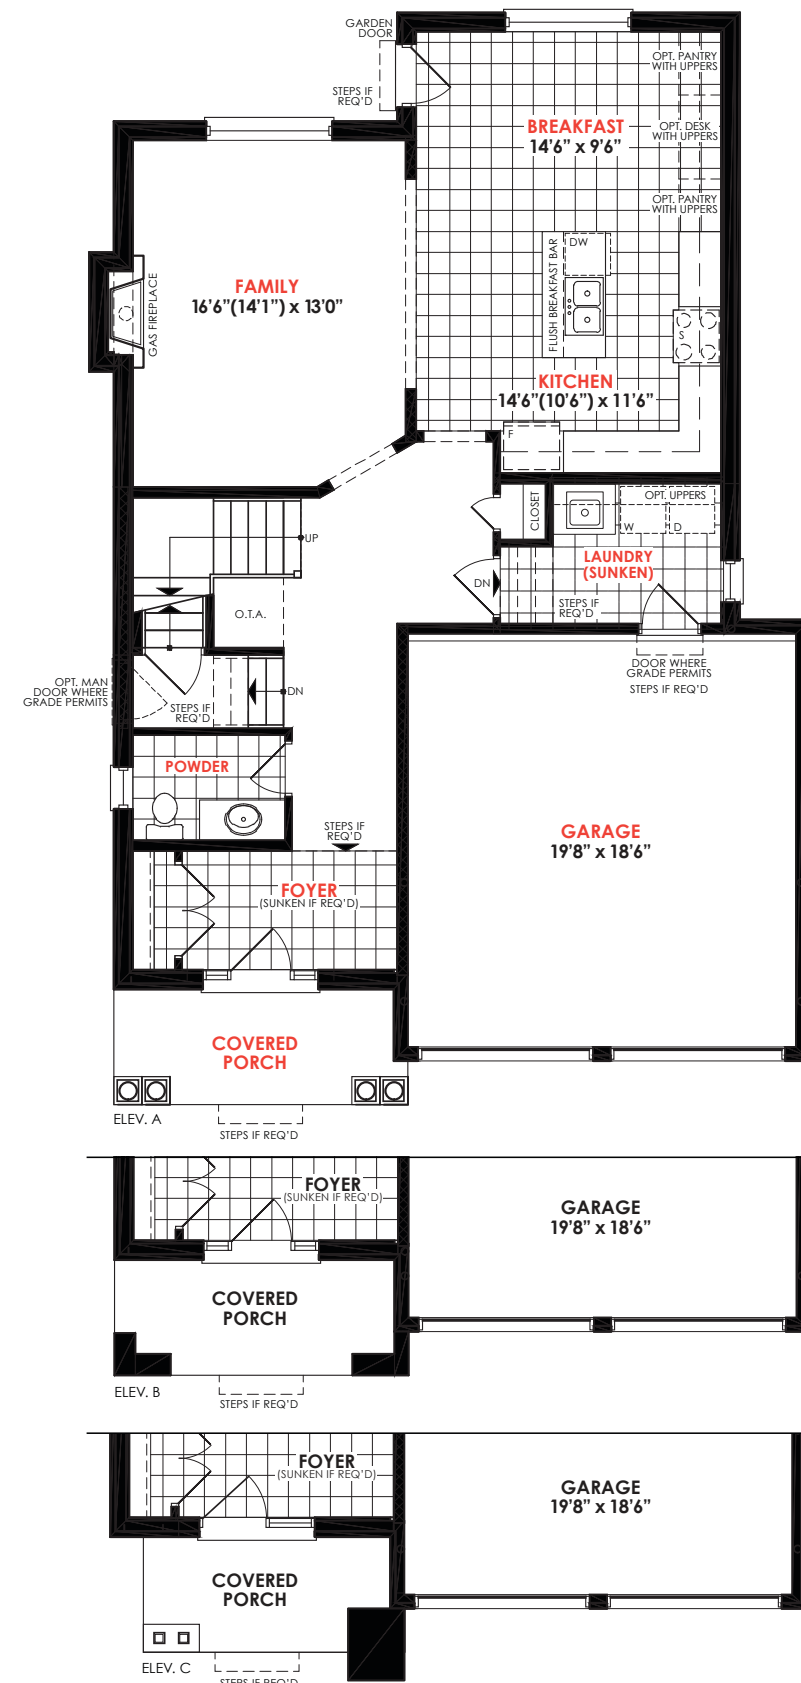 GARDEN
DOOR
STEPS IF
REQ'D
OPT. PANTRY
WITH UPPERS
BREAKFAST
14'6" x 9'6"
OPT. DESK
WITH UPPERS
OPT. PANTRY
WITH UPPERS
FLUSH BREAKFAST BAR
DW
FAMILY
16'6"(14'1") x 13'0"
GAS FIREPLACE
S
KITCHEN
14'6"(10'6") x 11'6"
F
CLOSET
OPT. UPPERS
W
D
UP
LAUNDRY
(SUNKEN)
DN
STEPS IF
REQ'D
O.T.A.
DOOR WHERE
GRADE PERMITS
STEPS IF REQ'D
OPT. MAN
DOOR WHERE
GRADE PERMITS
STEPS IF
REQ'D
DN
POWDER
STEPS IF
REQ'D
GARAGE
19'8" x 18'6"
FOYER
(SUNKEN IF REQ'D)
COVERED
PORCH
ELEV. A
STEPS IF REQ'D
FOYER
(SUNKEN IF REQ'D)
GARAGE
19'8" x 18'6"
COVERED
PORCH
ELEV. B
STEPS IF REQ'D
FOYER
(SUNKEN IF REQ'D)
GARAGE
19'8" x 18'6"
COVERED
PORCH
ELEV. C
STEPS IF REQ'D